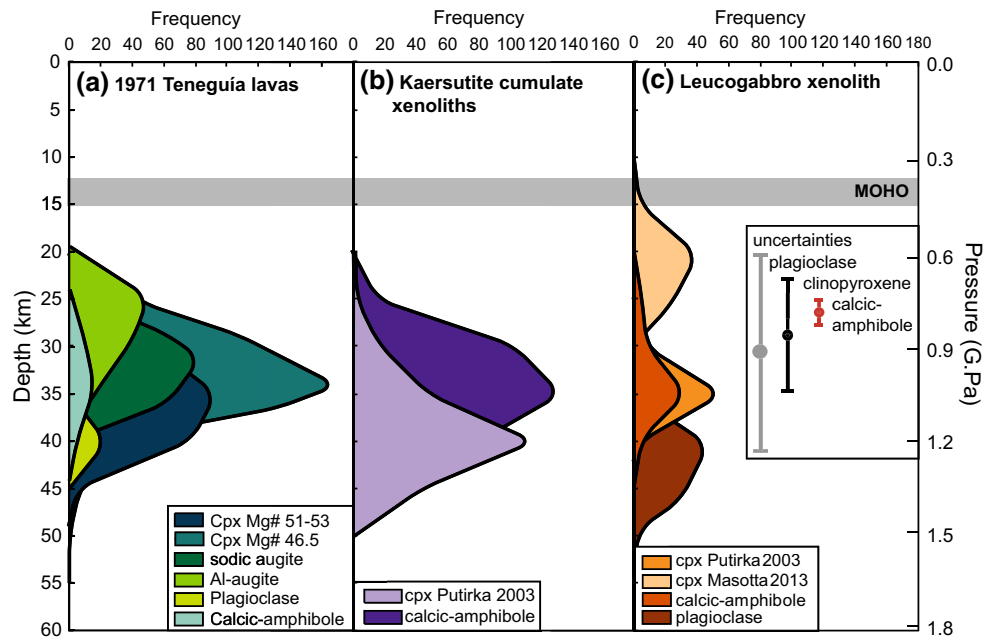 Frequency Frequency Frequency
0 20 40 60 80 100 120 140 160
0 20 40 60 80 100 120 140 160
0 20 40 60 80 100 120 140 160 180
(a) 1971 Teneguía lavas
(b) Kaersutite cumulate
xenoliths
(c) Leucogabbro xenolith
Depth (km)
0
5
10
15
20
25
30
35
40
45
50
55
60
MOHO
uncertainties
plagioclase
clinopyroxene
calcic-
amphibole
Pressure (G.Pa)
0.0
0.3
0.6
0.9
1.2
1.5
1.8
Cpx Mg# 51-53
Cpx Mg# 46.5
sodic augite
Al-augite
Plagioclase
Calcic-amphibole
cpx Putirka 2003
calcic-amphibole
cpx Putirka 2003
cpx Masotta 2013
calcic-amphibole
plagioclase